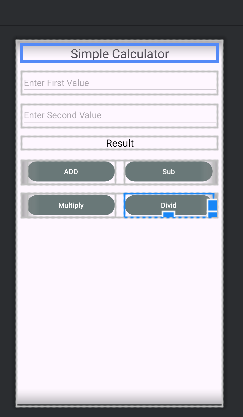 Simple Calculator
Enter First Value
Enter Second Value
Result
ADD
Sub
Multiply
Divid